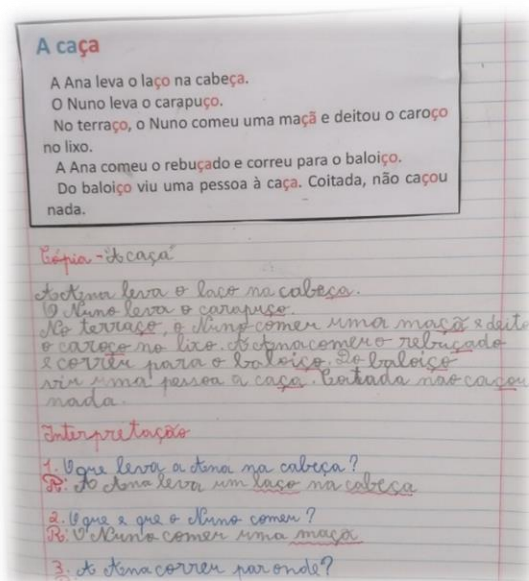 A caça
A Ana leva o laço na cabeça.
O Nuno leva o carapuço.
No terraço, o Nuno comeu uma maçã e deitou o caroço
no lixo.
A Ana comeu o rebuçado e correu para o baloiço.
Do baloiço viu uma pessoa à caça. Coitada, não caçou
nada.
Cópia - "A caça"
A Ana leva o laço na cabeça.
O Nuno leva o carapuço.
No terraço, o Nuno comeu uma maçã e deito
o caroço no lixo. A Ana comer o rebuçado
e correu para o baloiço. Do baloiço
viu uma pessoa à caça. Coitada não caçou
nada.
Interpretação
1. O que leva a Ana na cabeça?
R: A Ana leva um laço na cabeça
2. O que e que o Nuno comeu?
R: O Nuno comeu uma maçã
3. A Ana correu par onde?